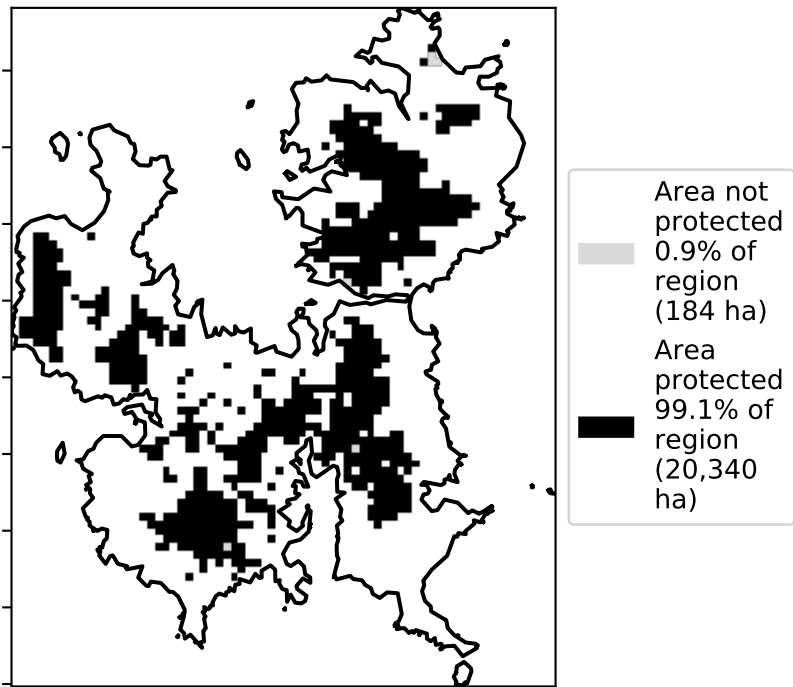 Area not
protected
0.9% of
region
(184 ha)
Area
protected
99.1% of
region
(20,340
ha)